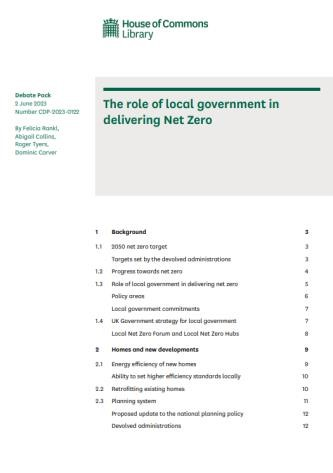 House of Commons
Library
Debate Pack
2 June 2023
Number CDP-2023-0122
By Felicia Rankl,
Abigail Collins,
Roger Tyers,
Dominic Carver
The role of local government in
delivering Net Zero
1 Background 3
1.1 2050 net zero target 3
Targets set by the devolved administrations 3
1.2 Progress towards net zero 4
1.3 Role of local government in delivering net zero 5
Policy areas 6
Local government commitments 7
1.4 UK Government strategy for local government 7
Local Net Zero Forum and Local Net Zero Hubs 8
2 Homes and new developments 9
2.1 Energy efficiency of new homes 9
Ability to set higher efficiency standards locally 10
2.2 Retrofitting existing homes 10
2.3 Planning system 11
Proposed update to the national planning policy 12
Devolved administrations 12